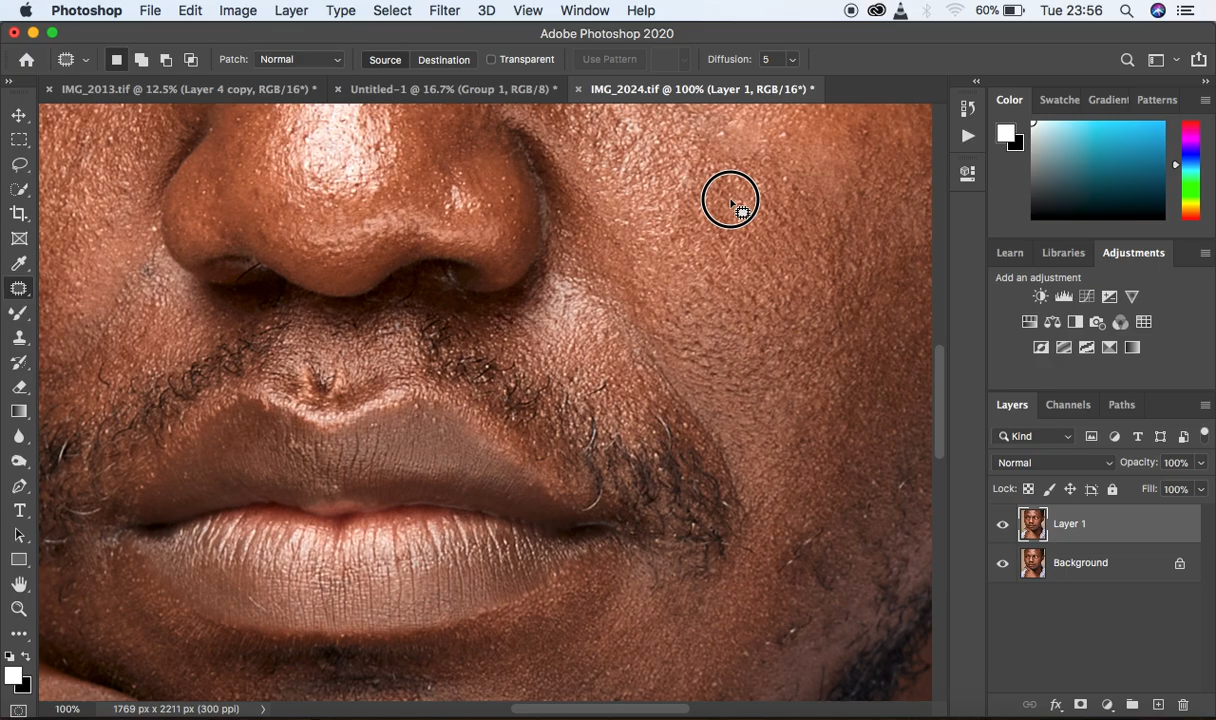 Photoshop File Edit Image Layer Type Select Filter 3D View Window Help 60% Tue 23:56
Adobe Photoshop 2020
Patch: Normal Source Destination Transparent Use Pattern Diffusion: 5
IMG_2013.tif @ 12.5% (Layer 4 copy, RGB/16*) * Untitled-1 @ 16.7% (Group 1, RGB/8) * IMG_2024.tif @ 100% (Layer 1, RGB/16*) *
Color Swatche Gradien Patterns
Learn Libraries Adjustments
Add an adjustment
Layers Channels Paths
Kind
Normal Opacity: 100%
Lock: Fill: 100%
Layer 1
Background
100% 1769 px x 2211 px (300 ppi)